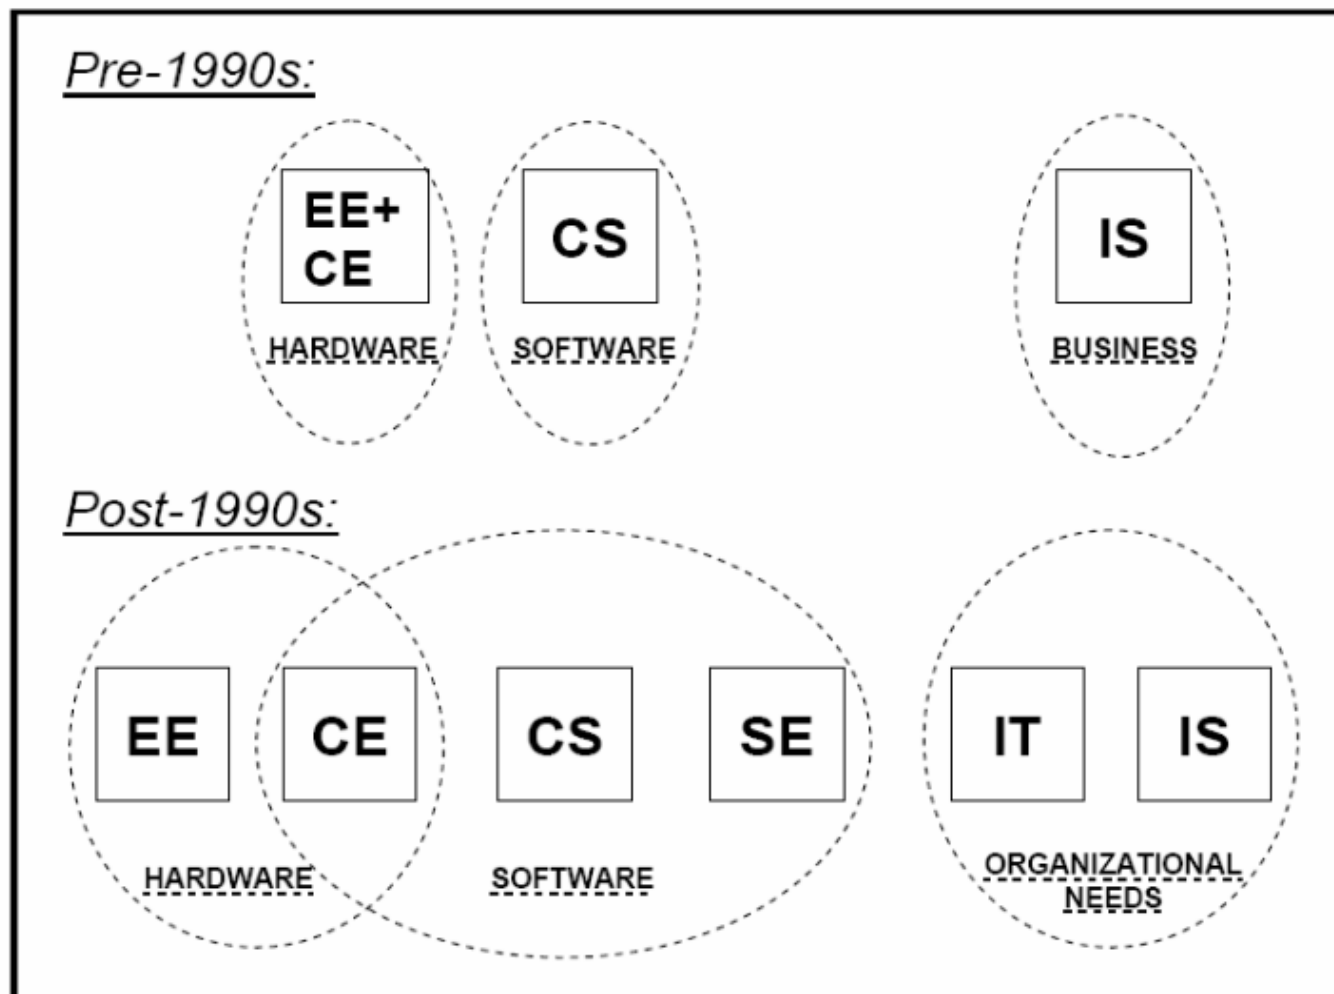 Pre-1990s:
EE+
CE
CS
IS
HARDWARE
SOFTWARE
BUSINESS
Post-1990s:
EE
CE
CS
SE
IT
IS
HARDWARE
SOFTWARE
ORGANIZATIONAL
NEEDS